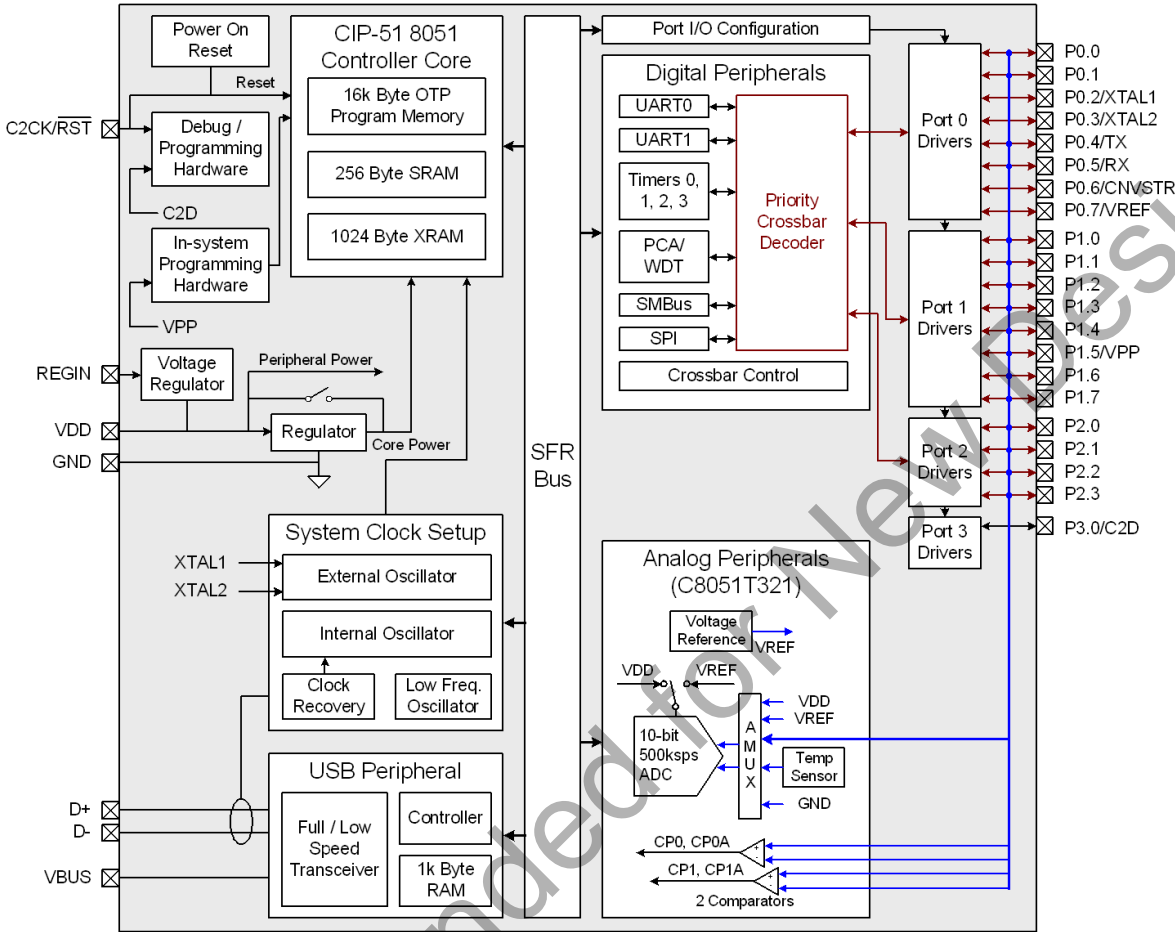 Power On
Reset
Reset
C2CK/RST
Debug /
Programming
Hardware
C2D
In-system
Programming
Hardware
VPP
CIP-51 8051
Controller Core
16k Byte OTP
Program Memory
256 Byte SRAM
1024 Byte XRAM
REGIN
Voltage
Regulator
Peripheral Power
VDD
Regulator
Core Power
GND
System Clock Setup
XTAL1
XTAL2
External Oscillator
Internal Oscillator
Clock
Recovery
Low Freq.
Oscillator
USB Peripheral
D+
D-
VBUS
Full / Low
Speed
Transceiver
Controller
1k Byte
RAM
SFR
Bus
Port I/O Configuration
Digital Peripherals
UART0
UART1
Timers 0,
1, 2, 3
PCA/
WDT
SMBus
SPI
Priority
Crossbar
Decoder
Crossbar Control
Port 0
Drivers
Port 1
Drivers
Port 2
Drivers
Port 3
Drivers
P0.0
P0.1
P0.2/XTAL1
P0.3/XTAL2
P0.4/TX
P0.5/RX
P0.6/CNVSTR
P0.7/VREF
P1.0
P1.1
P1.2
P1.3
P1.4
P1.5/VPP
P1.6
P1.7
P2.0
P2.1
P2.2
P2.3
P3.0/C2D
Analog Peripherals
(C8051T321)
Voltage
Reference
VREF
VDD
VREF
10-bit
500ksps
ADC
AMUX
VDD
VREF
Temp
Sensor
GND
CP0, CP0A
+
-
CP1, CP1A
+
-
2 Comparators
nded for New Desi